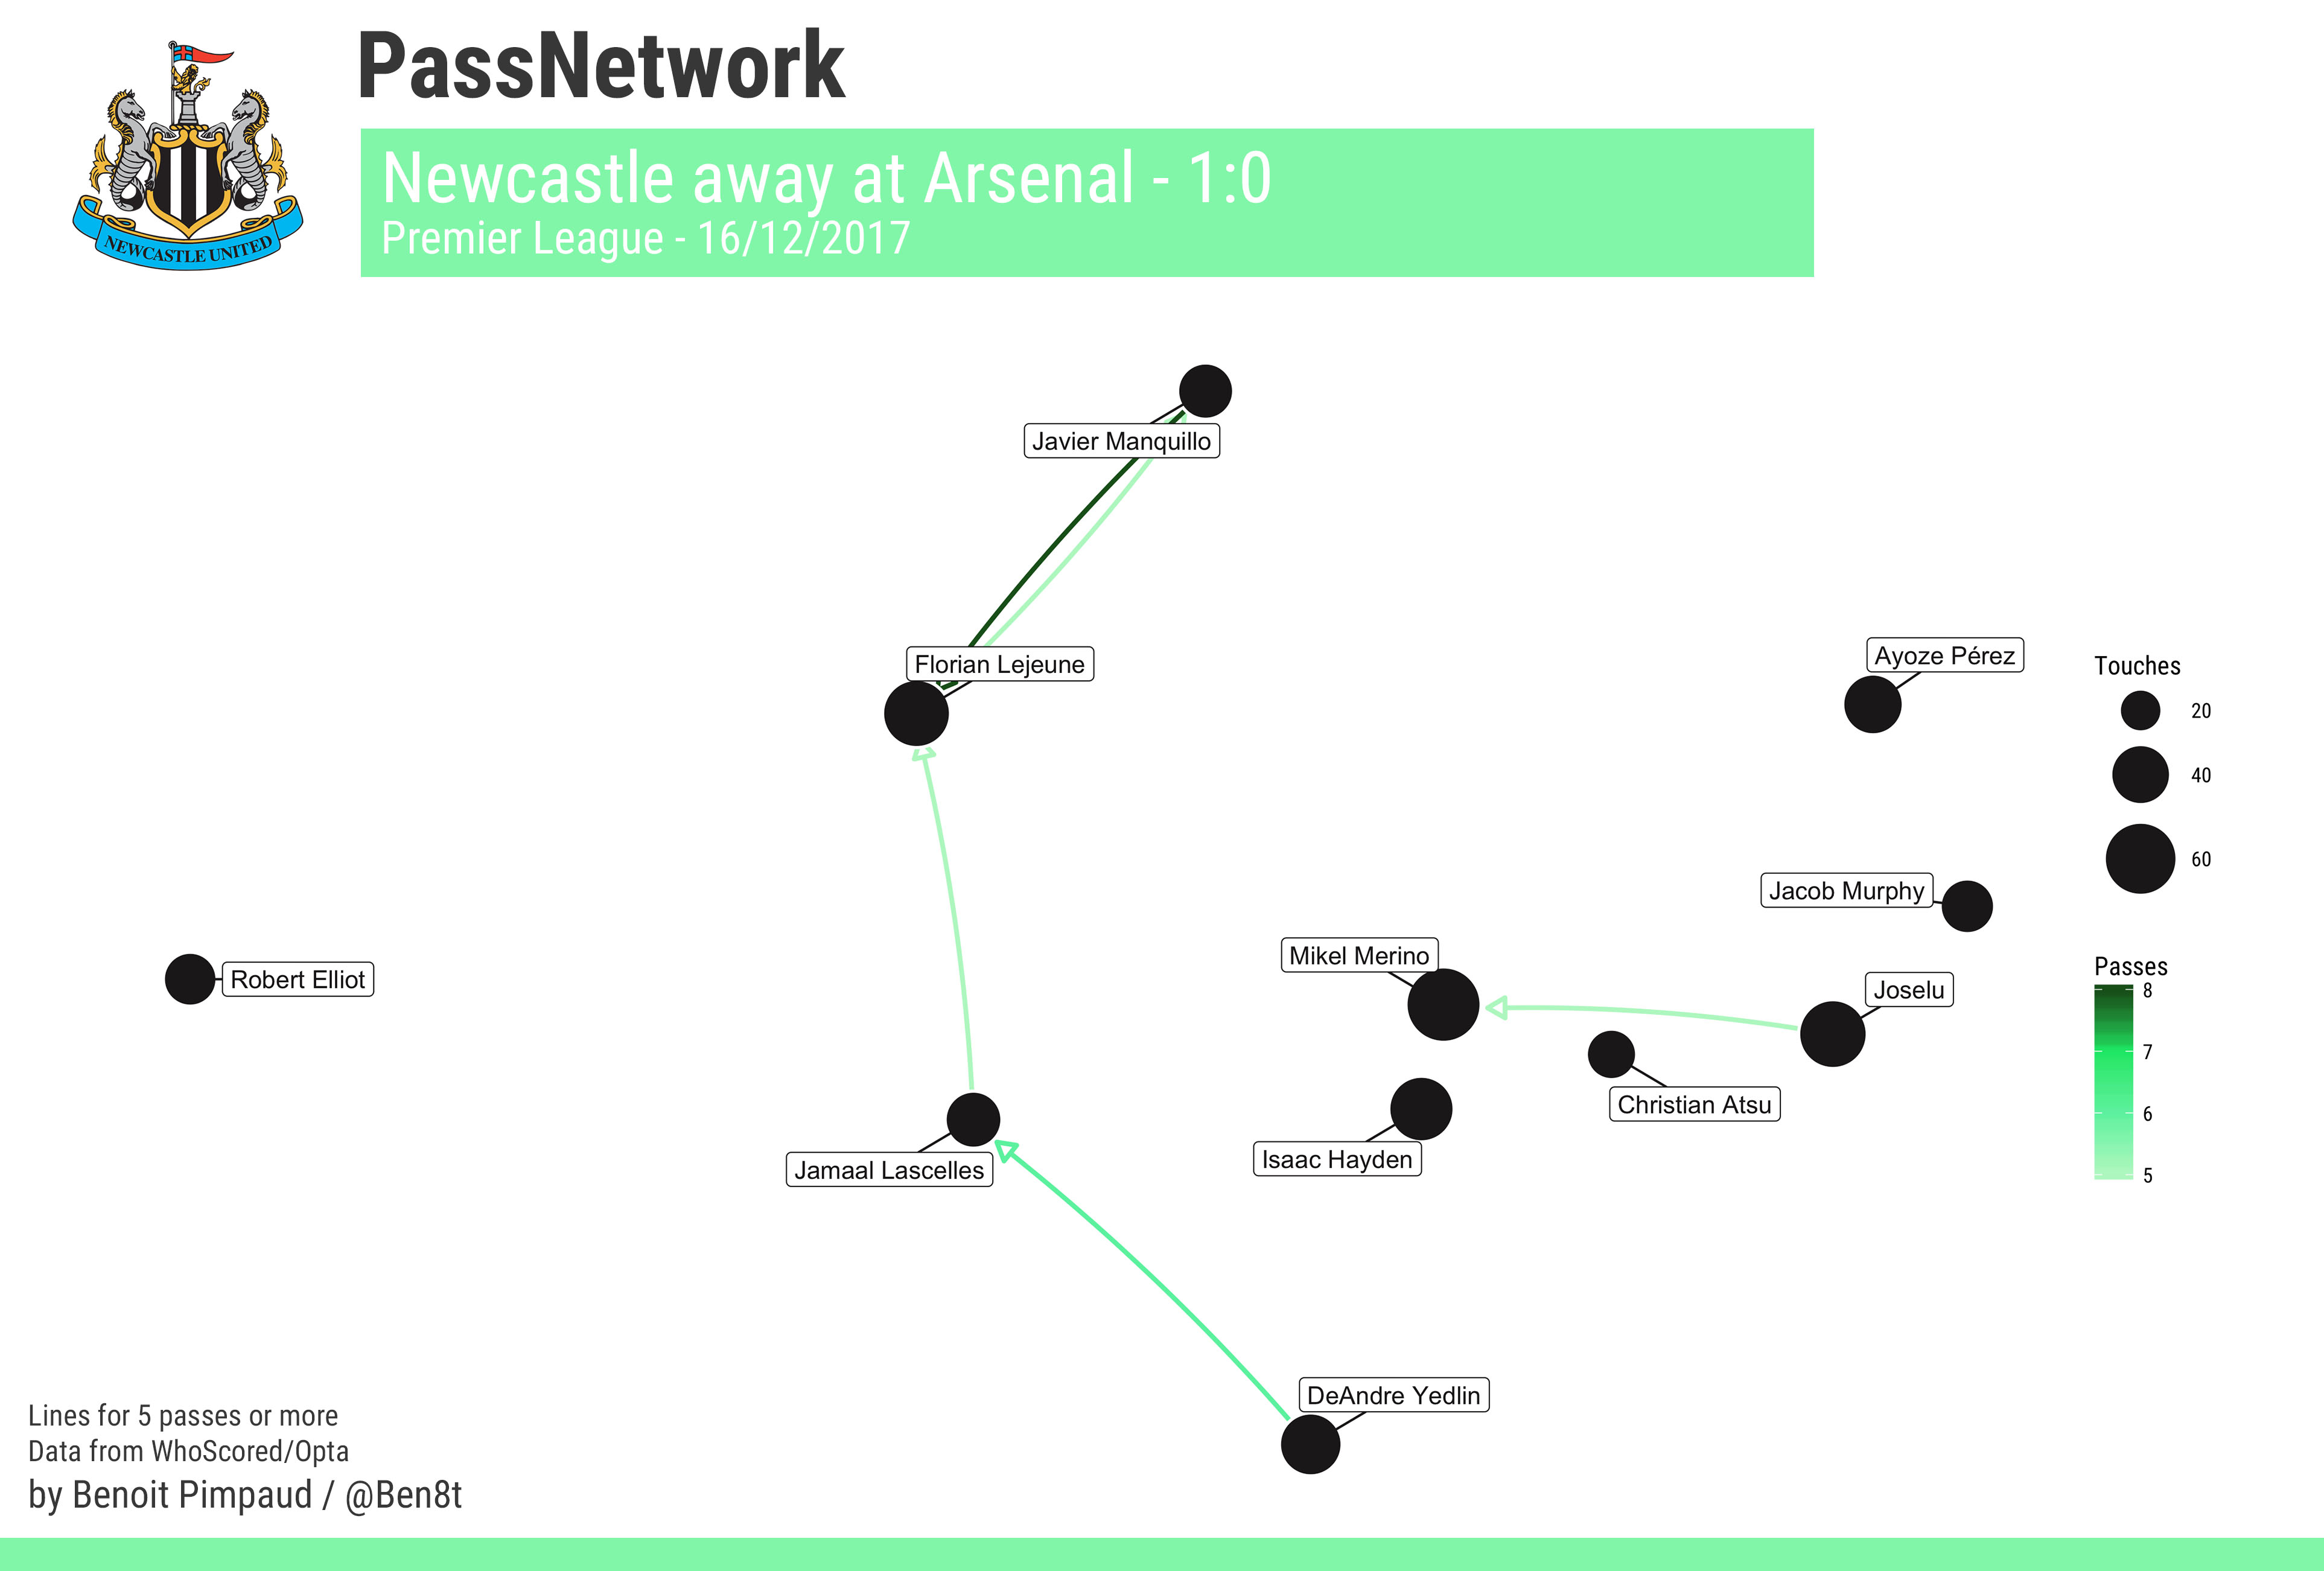 PassNetwork
Newcastle away at Arsenal - 1:0
Premier League - 16/12/2017
NEWCASTLE UNITED
Javier Manquillo
Florian Lejeune
Ayoze Pérez
Touches
20
40
60
Jacob Murphy
Mikel Merino
Robert Elliot
Joselu
Passes
8
7
6
5
Christian Atsu
Isaac Hayden
Jamaal Lascelles
DeAndre Yedlin
Lines for 5 passes or more
Data from WhoScored/Opta
by Benoit Pimpaud / @Ben8t